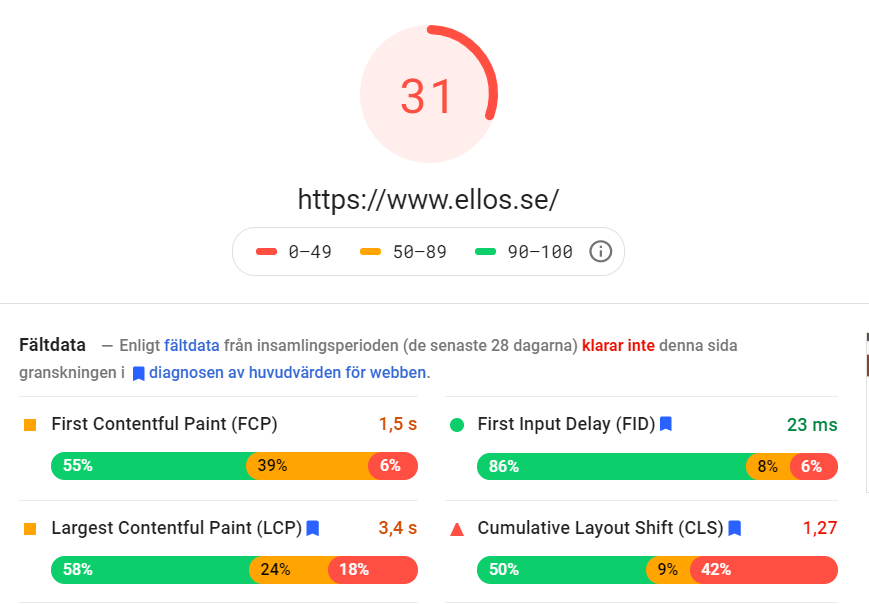 31
https://www.ellos.se/
0–49 50–89 90–100
Fältdata — Enligt fältdata från insamlingsperioden (de senaste 28 dagarna) klarar inte denna sida
granskningen i diagnosen av huvudvärden för webben.
First Contentful Paint (FCP) 1,5 s
55% 39% 6%
First Input Delay (FID) 23 ms
86% 8% 6%
Largest Contentful Paint (LCP) 3,4 s
58% 24% 18%
Cumulative Layout Shift (CLS) 1,27
50% 9% 42%